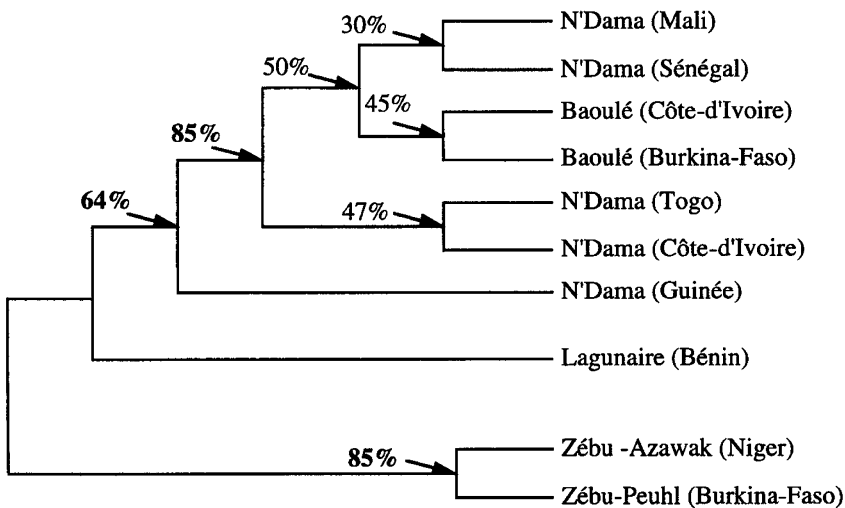 30%
N'Dama (Mali)
50%
N'Dama (Sénégal)
45%
Baoulé (Côte-d'Ivoire)
85%
Baoulé (Burkina-Faso)
64%
47%
N'Dama (Togo)
N'Dama (Côte-d'Ivoire)
N'Dama (Guinée)
Lagunaire (Bénin)
85%
Zébu -Azawak (Niger)
Zébu-Peuhl (Burkina-Faso)